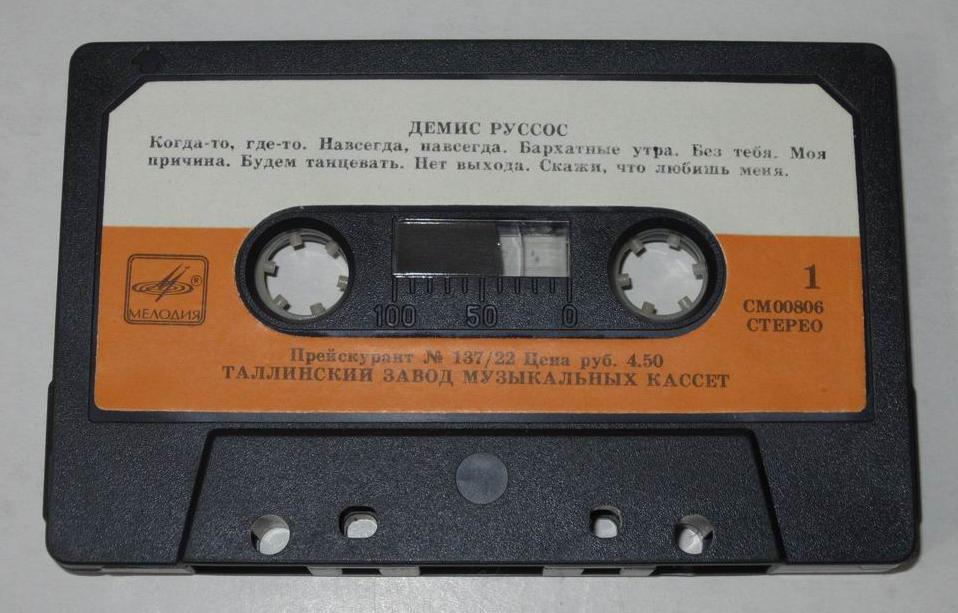 ДЕМИС РУССОС
Когда-то, где-то. Навсегда, навсегда. Бархатные утра. Без тебя. Моя
причина. Будем танцевать. Нет выхода. Скажи, что любишь меня.
®
МЕЛОДИЯ
1
СМ00806
СТЕРЕО
100 50 0
Прейскурант № 137/22 Цена руб. 4.50
ТАЛЛИНСКИЙ ЗАВОД МУЗЫКАЛЬНЫХ КАССЕТ